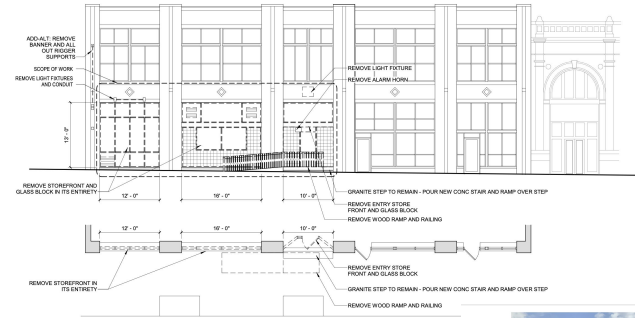 ADD-ALT: REMOVE
BANNER AND ALL
OUT RIGGER
SUPPORTS
SCOPE OF WORK
REMOVE LIGHT FIXTURES
AND CONDUIT
REMOVE LIGHT FIXTURE
REMOVE ALARM HORN
13' - 0"
REMOVE STOREFRONT AND
GLASS BLOCK IN ITS ENTIRETY
12' - 0"
16' - 0"
10' - 0"
GRANITE STEP TO REMAIN - POUR NEW CONC STAIR AND RAMP OVER STEP
REMOVE ENTRY STORE
FRONT AND GLASS BLOCK
REMOVE WOOD RAMP AND RAILING
12' - 0"
16' - 0"
10' - 0"
REMOVE STOREFRONT IN
ITS ENTIRETY
REMOVE ENTRY STORE
FRONT AND GLASS BLOCK
GRANITE STEP TO REMAIN - POUR NEW CONC STAIR AND RAMP OVER STEP
REMOVE WOOD RAMP AND RAILING